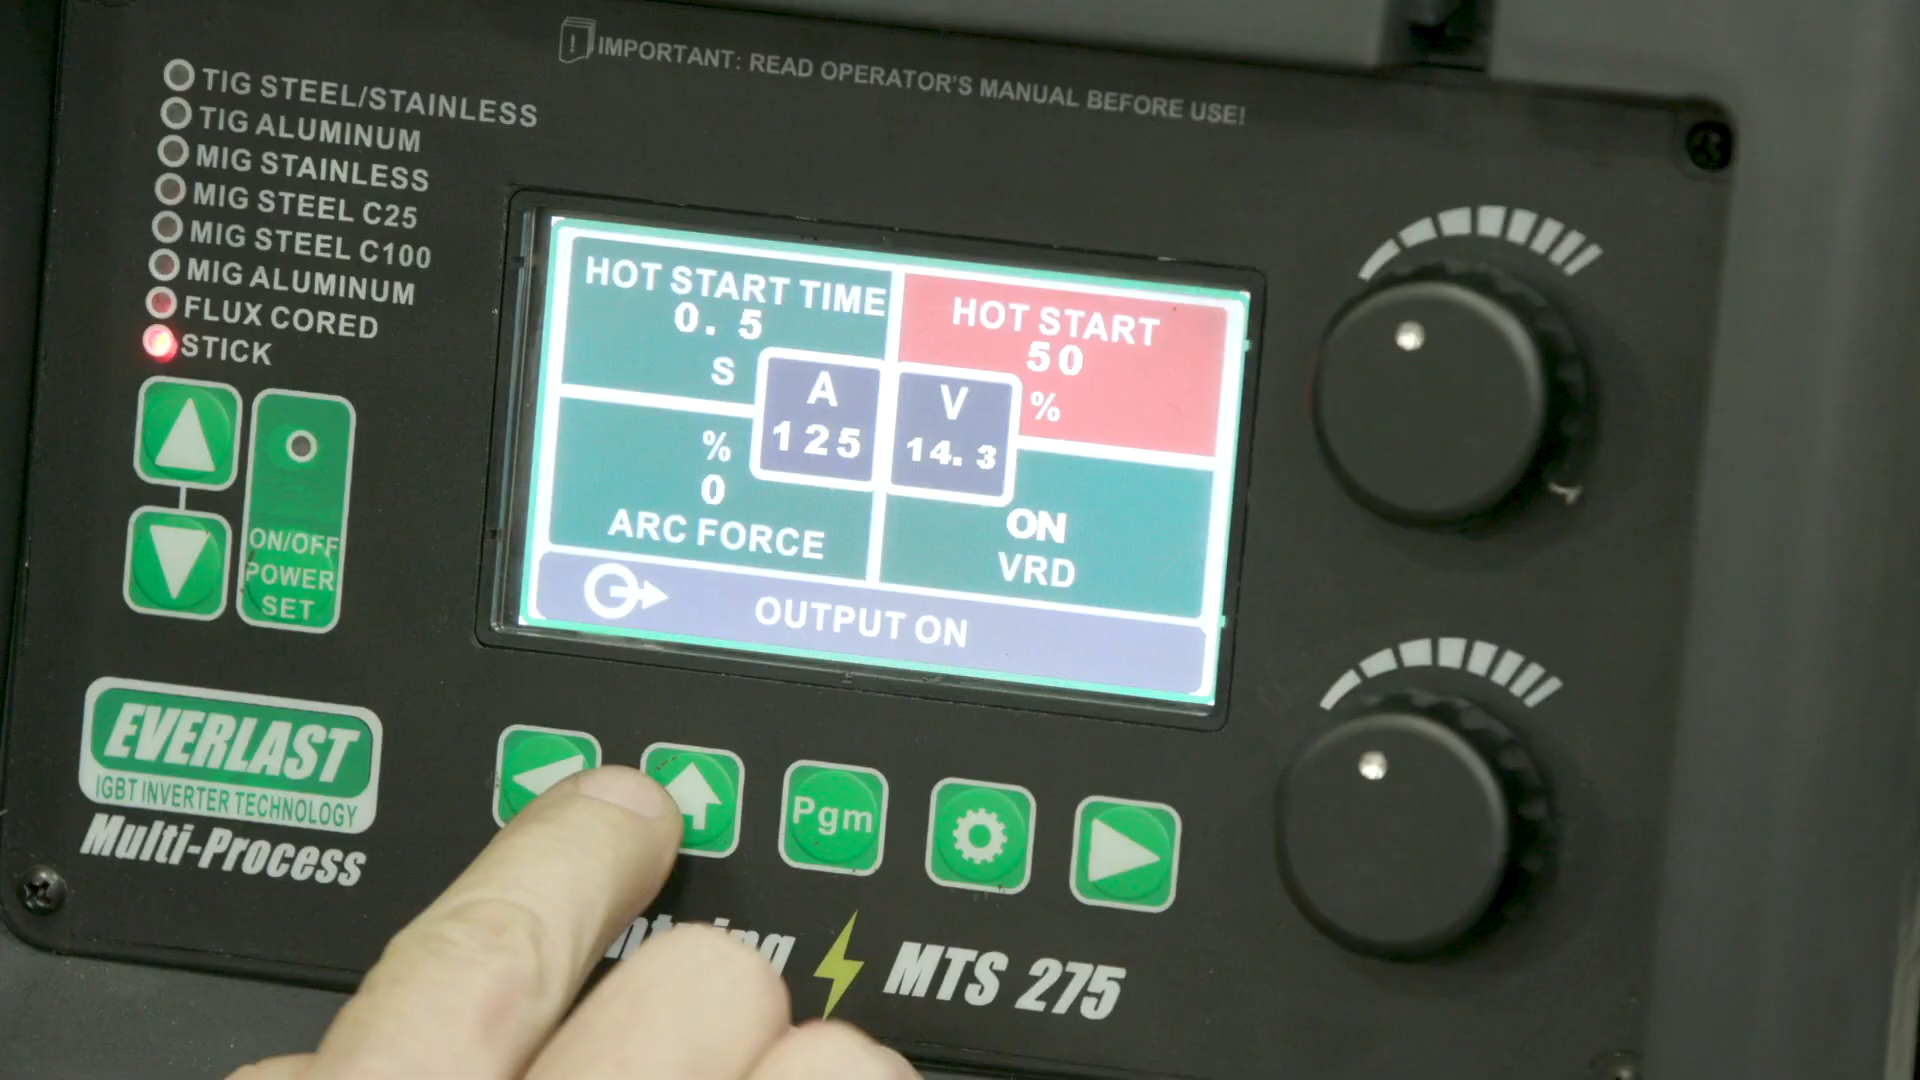 IMPORTANT: READ OPERATOR'S MANUAL BEFORE USE!
TIG STEEL/STAINLESS
TIG ALUMINUM
MIG STAINLESS
MIG STEEL C25
MIG STEEL C100
MIG ALUMINUM
FLUX CORED
STICK
ON/OFF
POWER
SET
HOT START TIME
0.5
S
HOT START
50
%
A
125
V
14.3
%
0
ARC FORCE
ON
VRD
OUTPUT ON
EVERLAST
IGBT INVERTER TECHNOLOGY
Multi-Process
Pgm
MTS 275